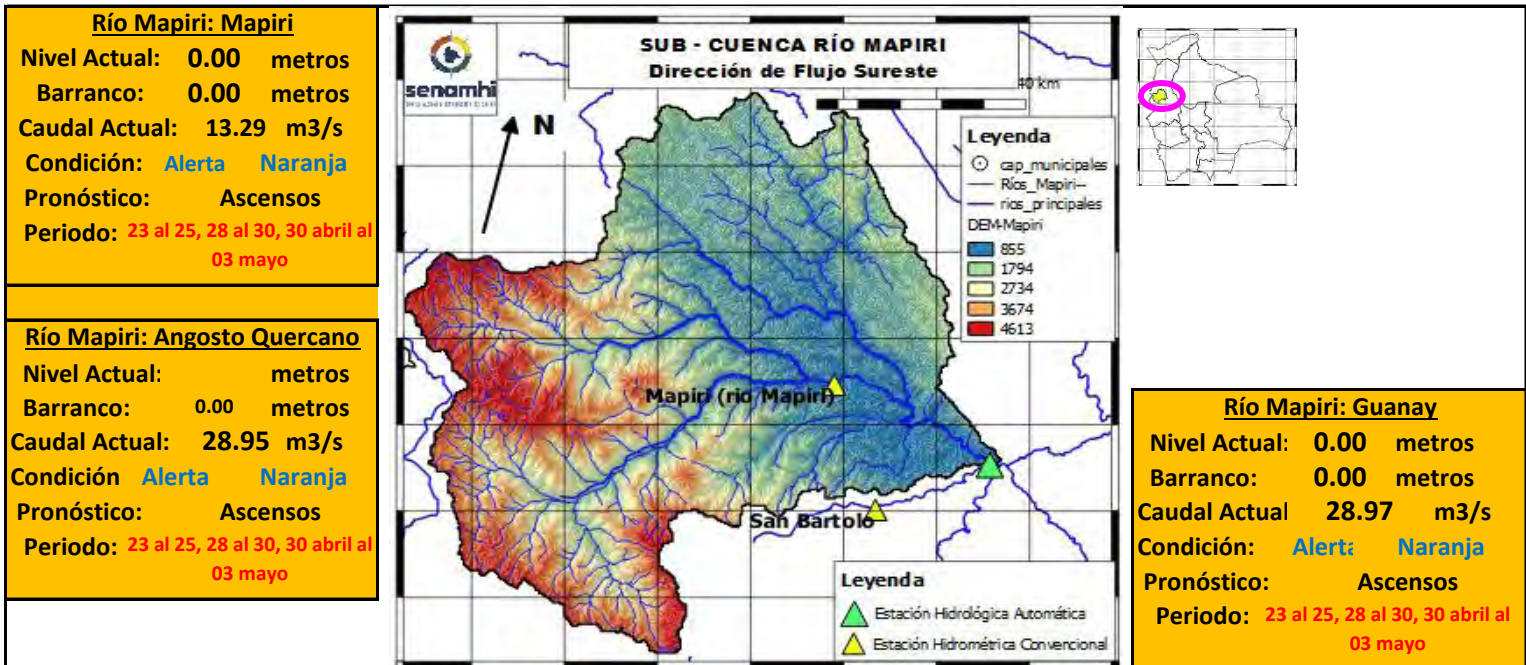 Río Mapiri: Mapiri
Nivel Actual: 0.00 metros
Barranco: 0.00 metros
Caudal Actual: 13.29 m3/s
Condición: Alerta Naranja
Pronóstico: Ascensos
Periodo: 23 al 25, 28 al 30, 30 abril al
03 mayo
Río Mapiri: Angosto Quercano
Nivel Actual: metros
Barranco: 0.00 metros
Caudal Actual: 28.95 m3/s
Condición Alerta Naranja
Pronóstico: Ascensos
Periodo: 23 al 25, 28 al 30, 30 abril al
03 mayo
senamhi
SUB - CUENCA RÍO MAPIRI
Dirección de Flujo Sureste
40 km
N
Leyenda
cap_municipales
Ríos_Mapiri--
rios_principales
DEM-Mapiri
855
1794
2734
3674
4613
Mapiri (rio Mapiri)
San Bartolo
Leyenda
Estación Hidrológica Automática
Estación Hidrométrica Convencional
Río Mapiri: Guanay
Nivel Actual: 0.00 metros
Barranco: 0.00 metros
Caudal Actual 28.97 m3/s
Condición: Alerta Naranja
Pronóstico: Ascensos
Periodo: 23 al 25, 28 al 30, 30 abril al
03 mayo